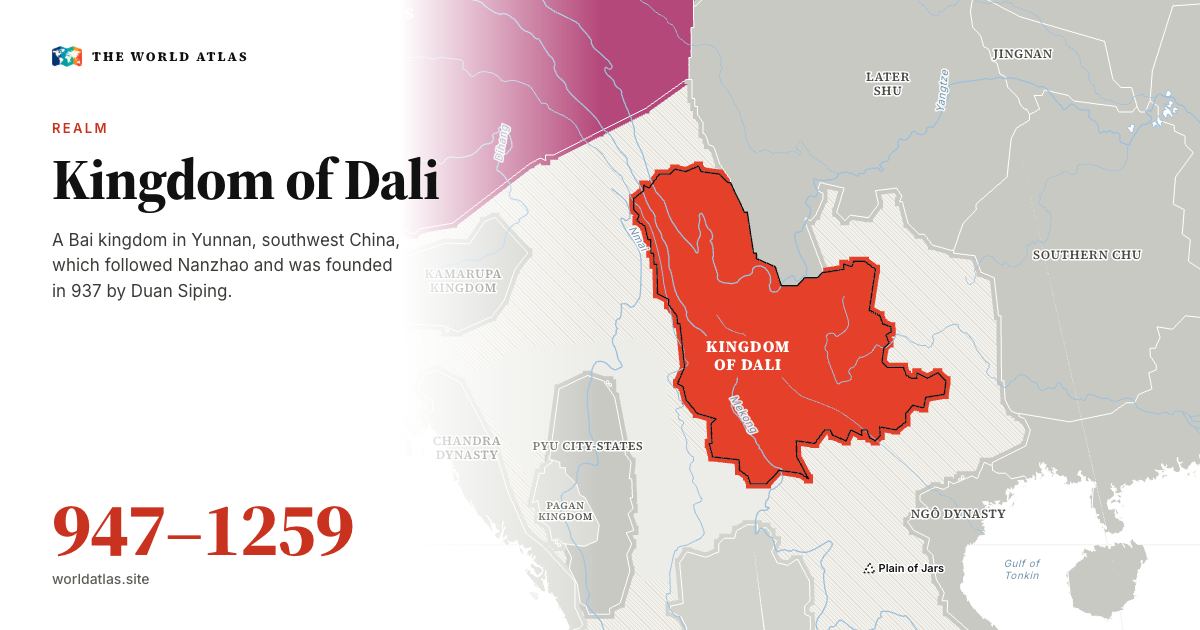 THE WORLD ATLAS
REALM
Kingdom of Dali
A Bai kingdom in Yunnan, southwest China,
which followed Nanzhao and was founded
in 937 by Duan Siping.
947–1259
worldatlas.site
S
JINGNAN
LATER
SHU
Yangtze
Dihang
Nmai
SOUTHERN CHU
KAMARUPA
KINGDOM
KINGDOM
OF DALI
Mekong
CHANDRA
DYNASTY
PYU CITY-STATES
PAGAN
KINGDOM
NGÔ DYNASTY
Plain of Jars
Gulf of
Tonkin